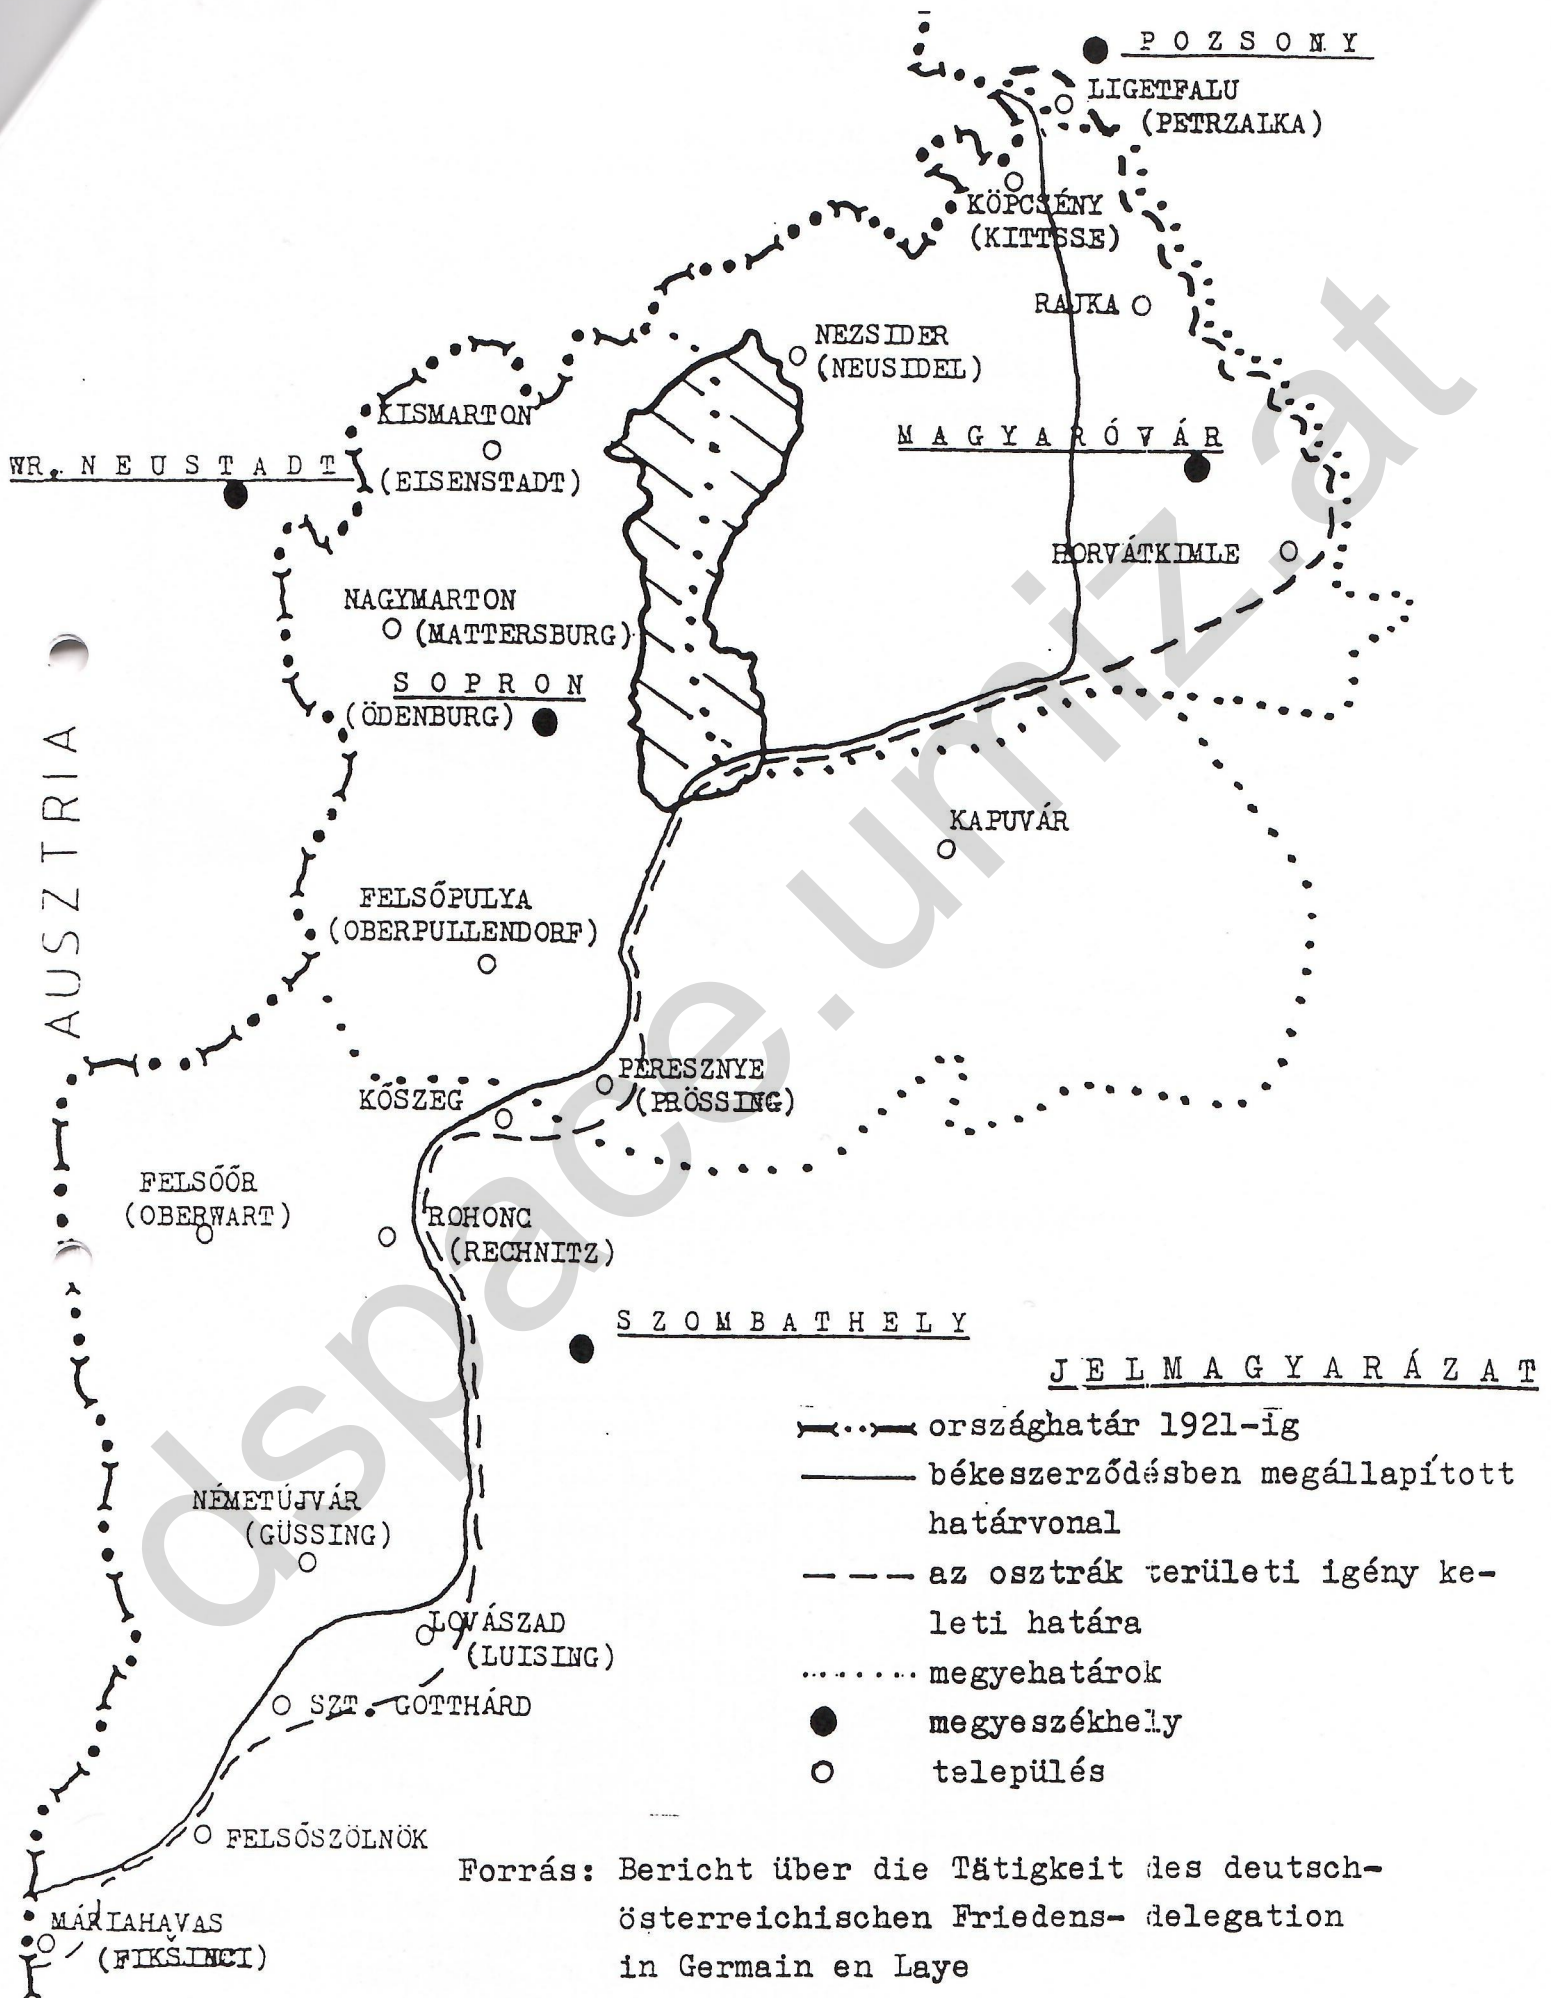 POZSONY
LIGETFALU
(PETRZALKA)
KÖPCSÉNY
(KITTSSE)
RAJKA
NEZSIDER
(NEUSIDEL)
KISMARTON
MAGYARÓVÁR
WR. NEUSTADT
(EISENSTADT)
HORVÁTKIMLE
NAGYMARTON
(MATTERSBURG)
SOPRON
(ÖDENBURG)
AUSZTRIA
KAPUVÁR
FELSŐPULYA
(OBERPULLENDORF)
PERESZNYE
(PRÖSSING)
KŐSZEG
FELSŐŐR
(OBERWART)
ROHONC
(RECHNITZ)
SZOMBATHELY
JELMAGYARÁZAT
országhatár 1921-ig
békeszerződésben megállapított
határvonal
az osztrák területi igény ke-
leti határa
megyehatárok
megyeszékhely
település
NÉMETÚJVÁR
(GÜSSING)
LOVÁSZAD
(LUISING)
SZT. GOTTHÁRD
FELSŐSZÖLNÖK
Forrás: Bericht über die Tätigkeit des deutsch-
österreichischen Friedens- delegation
in Germain en Laye
MÁRIAHAVAS
(FIKŠINCI)
dspace.umiz.at